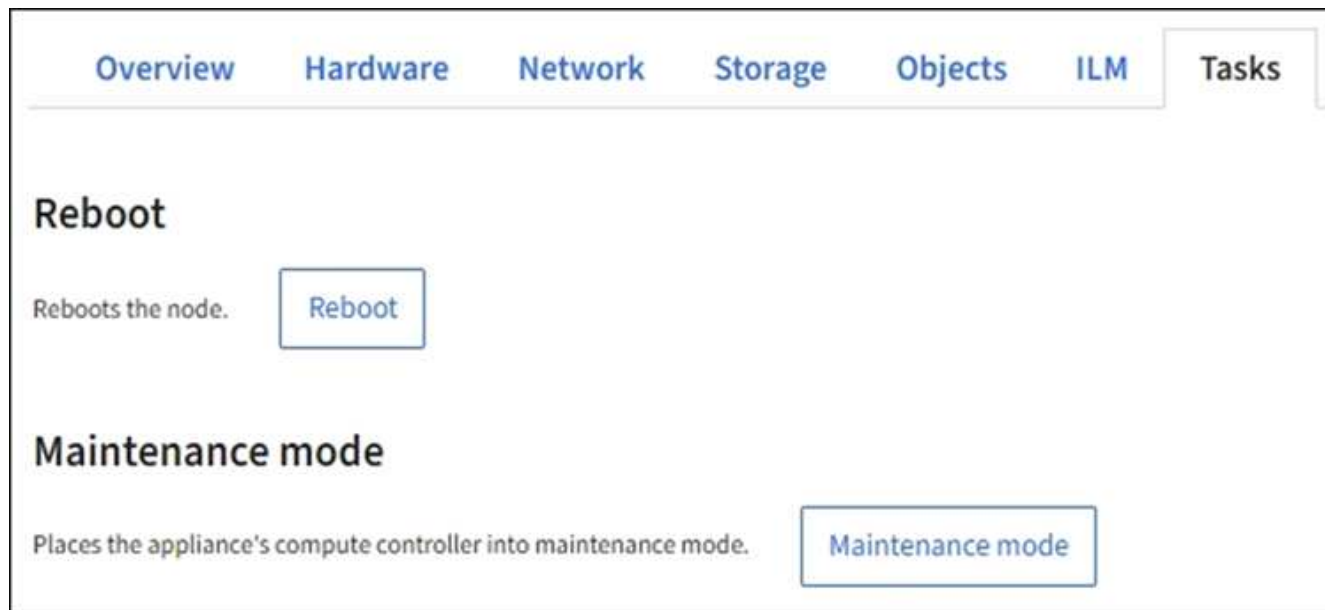 Overview Hardware Network Storage Objects ILM Tasks
Reboot
Reboots the node. Reboot
Maintenance mode
Places the appliance's compute controller into maintenance mode. Maintenance mode